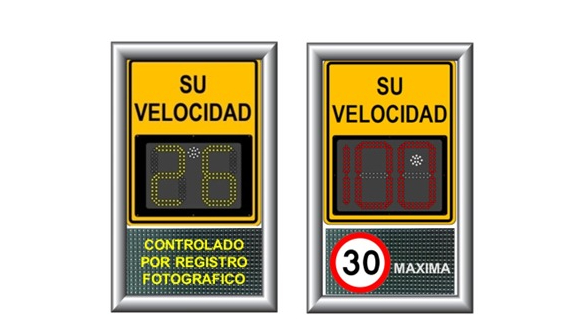 SU
VELOCIDAD
26
CONTROLADO
POR REGISTRO
FOTOGRAFICO
SU
VELOCIDAD
100
30 MAXIMA